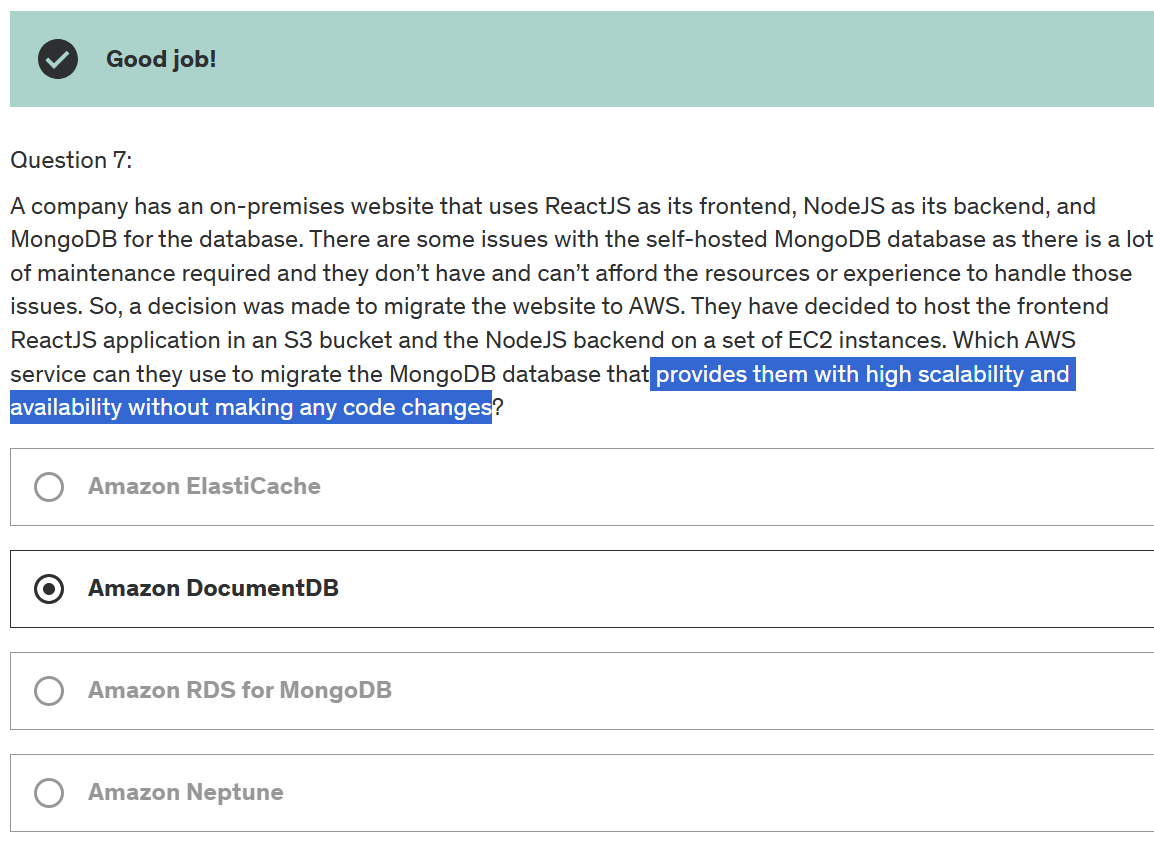 Good job!
Question 7:
A company has an on-premises website that uses ReactJS as its frontend, NodeJS as its backend, and
MongoDB for the database. There are some issues with the self-hosted MongoDB database as there is a lot
of maintenance required and they don’t have and can’t afford the resources or experience to handle those
issues. So, a decision was made to migrate the website to AWS. They have decided to host the frontend
ReactJS application in an S3 bucket and the NodeJS backend on a set of EC2 instances. Which AWS
service can they use to migrate the MongoDB database that provides them with high scalability and
availability without making any code changes?
Amazon ElastiCache
Amazon DocumentDB
Amazon RDS for MongoDB
Amazon Neptune